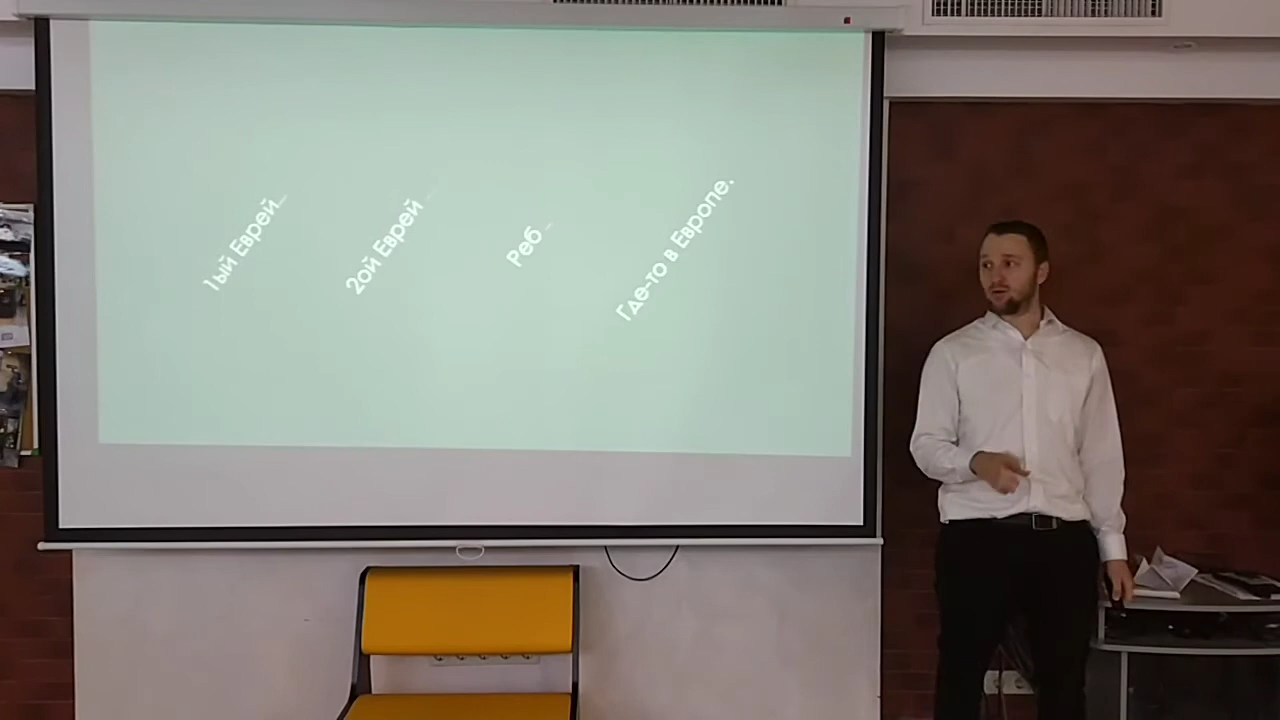 1ый Еврей...
2ой Еврей ...
Реб ...
Где-то в Европе.